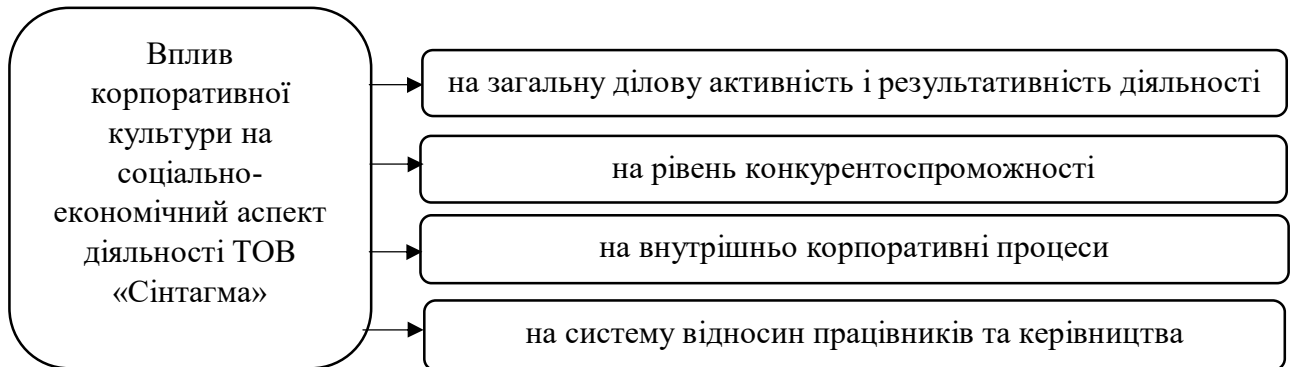 Вплив
корпоративної
культури на
соціально-
економічний аспект
діяльності ТОВ
«Сінтагма»
на загальну ділову активність і результативність діяльності
на рівень конкурентоспроможності
на внутрішньо корпоративні процеси
на систему відносин працівників та керівництва